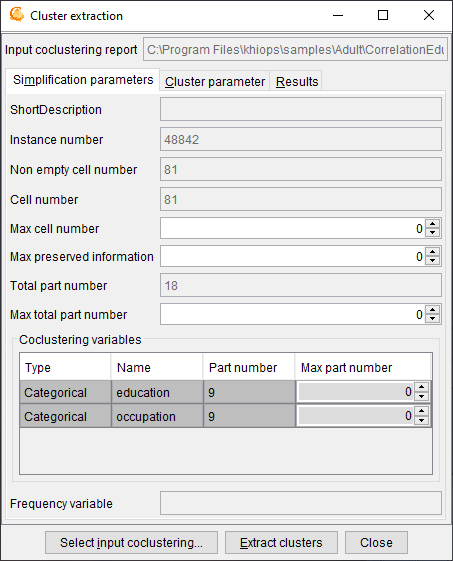 Cluster extraction
Input coclustering report C:\Program Files\khiops\samples\Adult\CorrelationEdu
Simplification parameters Cluster parameter Results
ShortDescription
Instance number 48842
Non empty cell number 81
Cell number 81
Max cell number 0
Max preserved information 0
Total part number 18
Max total part number 0
Coclustering variables
Type Name Part number Max part number
Categorical education 9 0
Categorical occupation 9 0
Frequency variable
Select input coclustering... Extract clusters Close